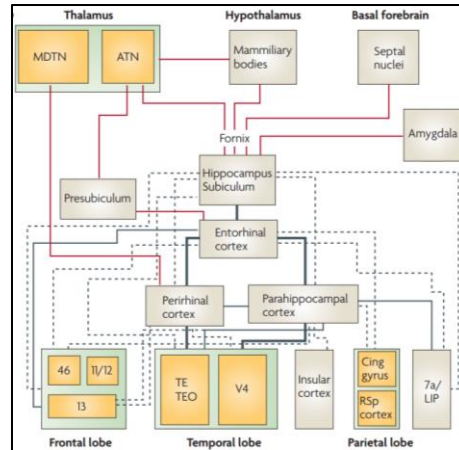 Thalamus
Hypothalamus
Basal forebrain
MDTN
ATN
Mammiliary
bodies
Septal
nuclei
Amygdala
Fornix
Hippocampus
Subiculum
Presubiculum
Entorhinal
cortex
Perirhinal
cortex
Parahippocampal
cortex
46
11/12
13
TE
TEO
V4
Insular
cortex
Cing
gyrus
RSp
cortex
7a/
LIP
Frontal lobe
Temporal lobe
Parietal lobe